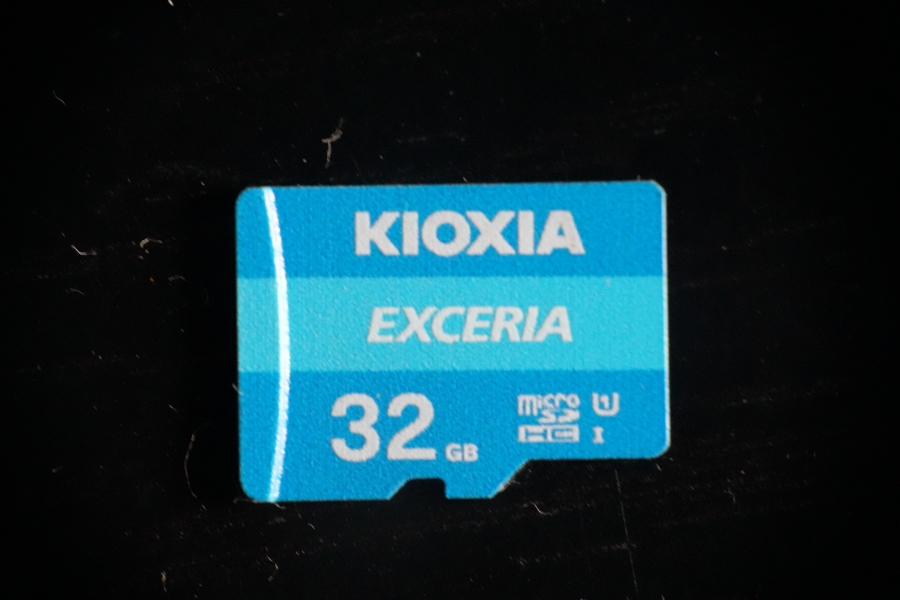 KIOXIA
EXCERIA
32 GB
micro SD HC U1 I